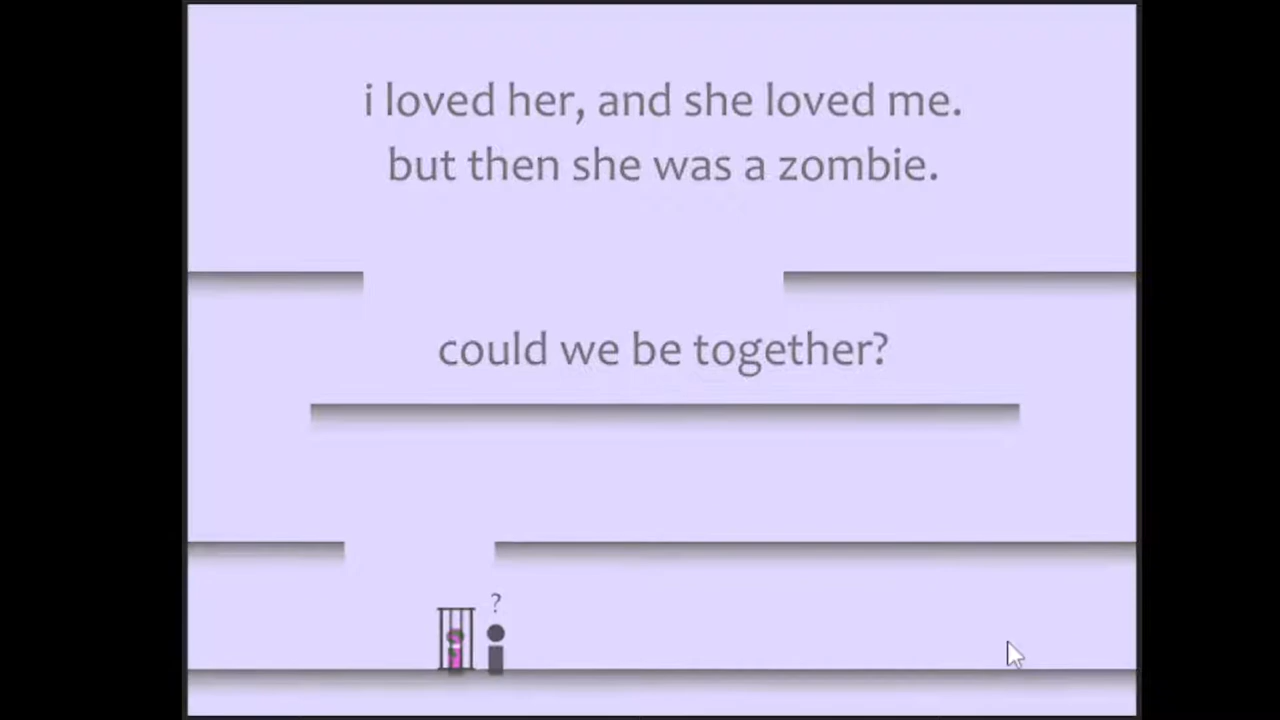 i loved her, and she loved me.
but then she was a zombie.
could we be together?
?